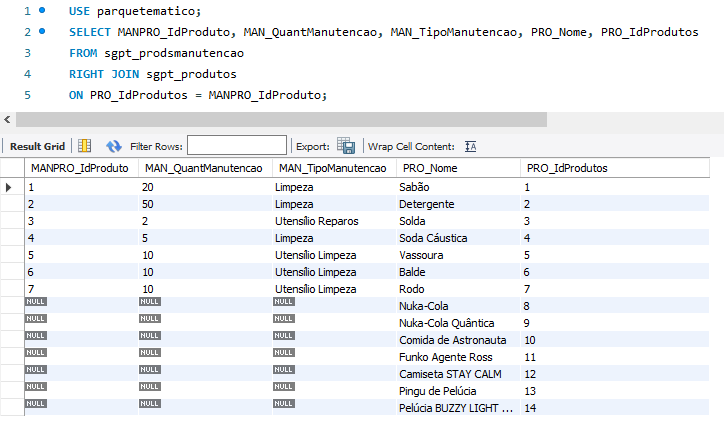 1 USE parquetematico;
2 SELECT MANPRO_IdProduto, MAN_QuantManutencao, MAN_TipoManutencao, PRO_Nome, PRO_IdProdutos
3 FROM sgpt_prodsmanutencao
4 RIGHT JOIN sgpt_produtos
5 ON PRO_IdProdutos = MANPRO_IdProduto;
Result Grid Filter Rows: Export: Wrap Cell Content: IA
MANPRO_IdProduto MAN_QuantManutencao MAN_TipoManutencao PRO_Nome PRO_IdProdutos
1 20 Limpeza Sabão 1
2 50 Limpeza Detergente 2
3 2 Utensílio Reparos Solda 3
4 5 Limpeza Soda Cáustica 4
5 10 Utensílio Limpeza Vassoura 5
6 10 Utensílio Limpeza Balde 6
7 10 Utensílio Limpeza Rodo 7
NULL NULL NULL Nuka-Cola 8
NULL NULL NULL Nuka-Cola Quântica 9
NULL NULL NULL Comida de Astronauta 10
NULL NULL NULL Funko Agente Ross 11
NULL NULL NULL Camiseta STAY CALM 12
NULL NULL NULL Pingu de Pelúcia 13
NULL NULL NULL Pelúcia BUZZY LIGHT ... 14